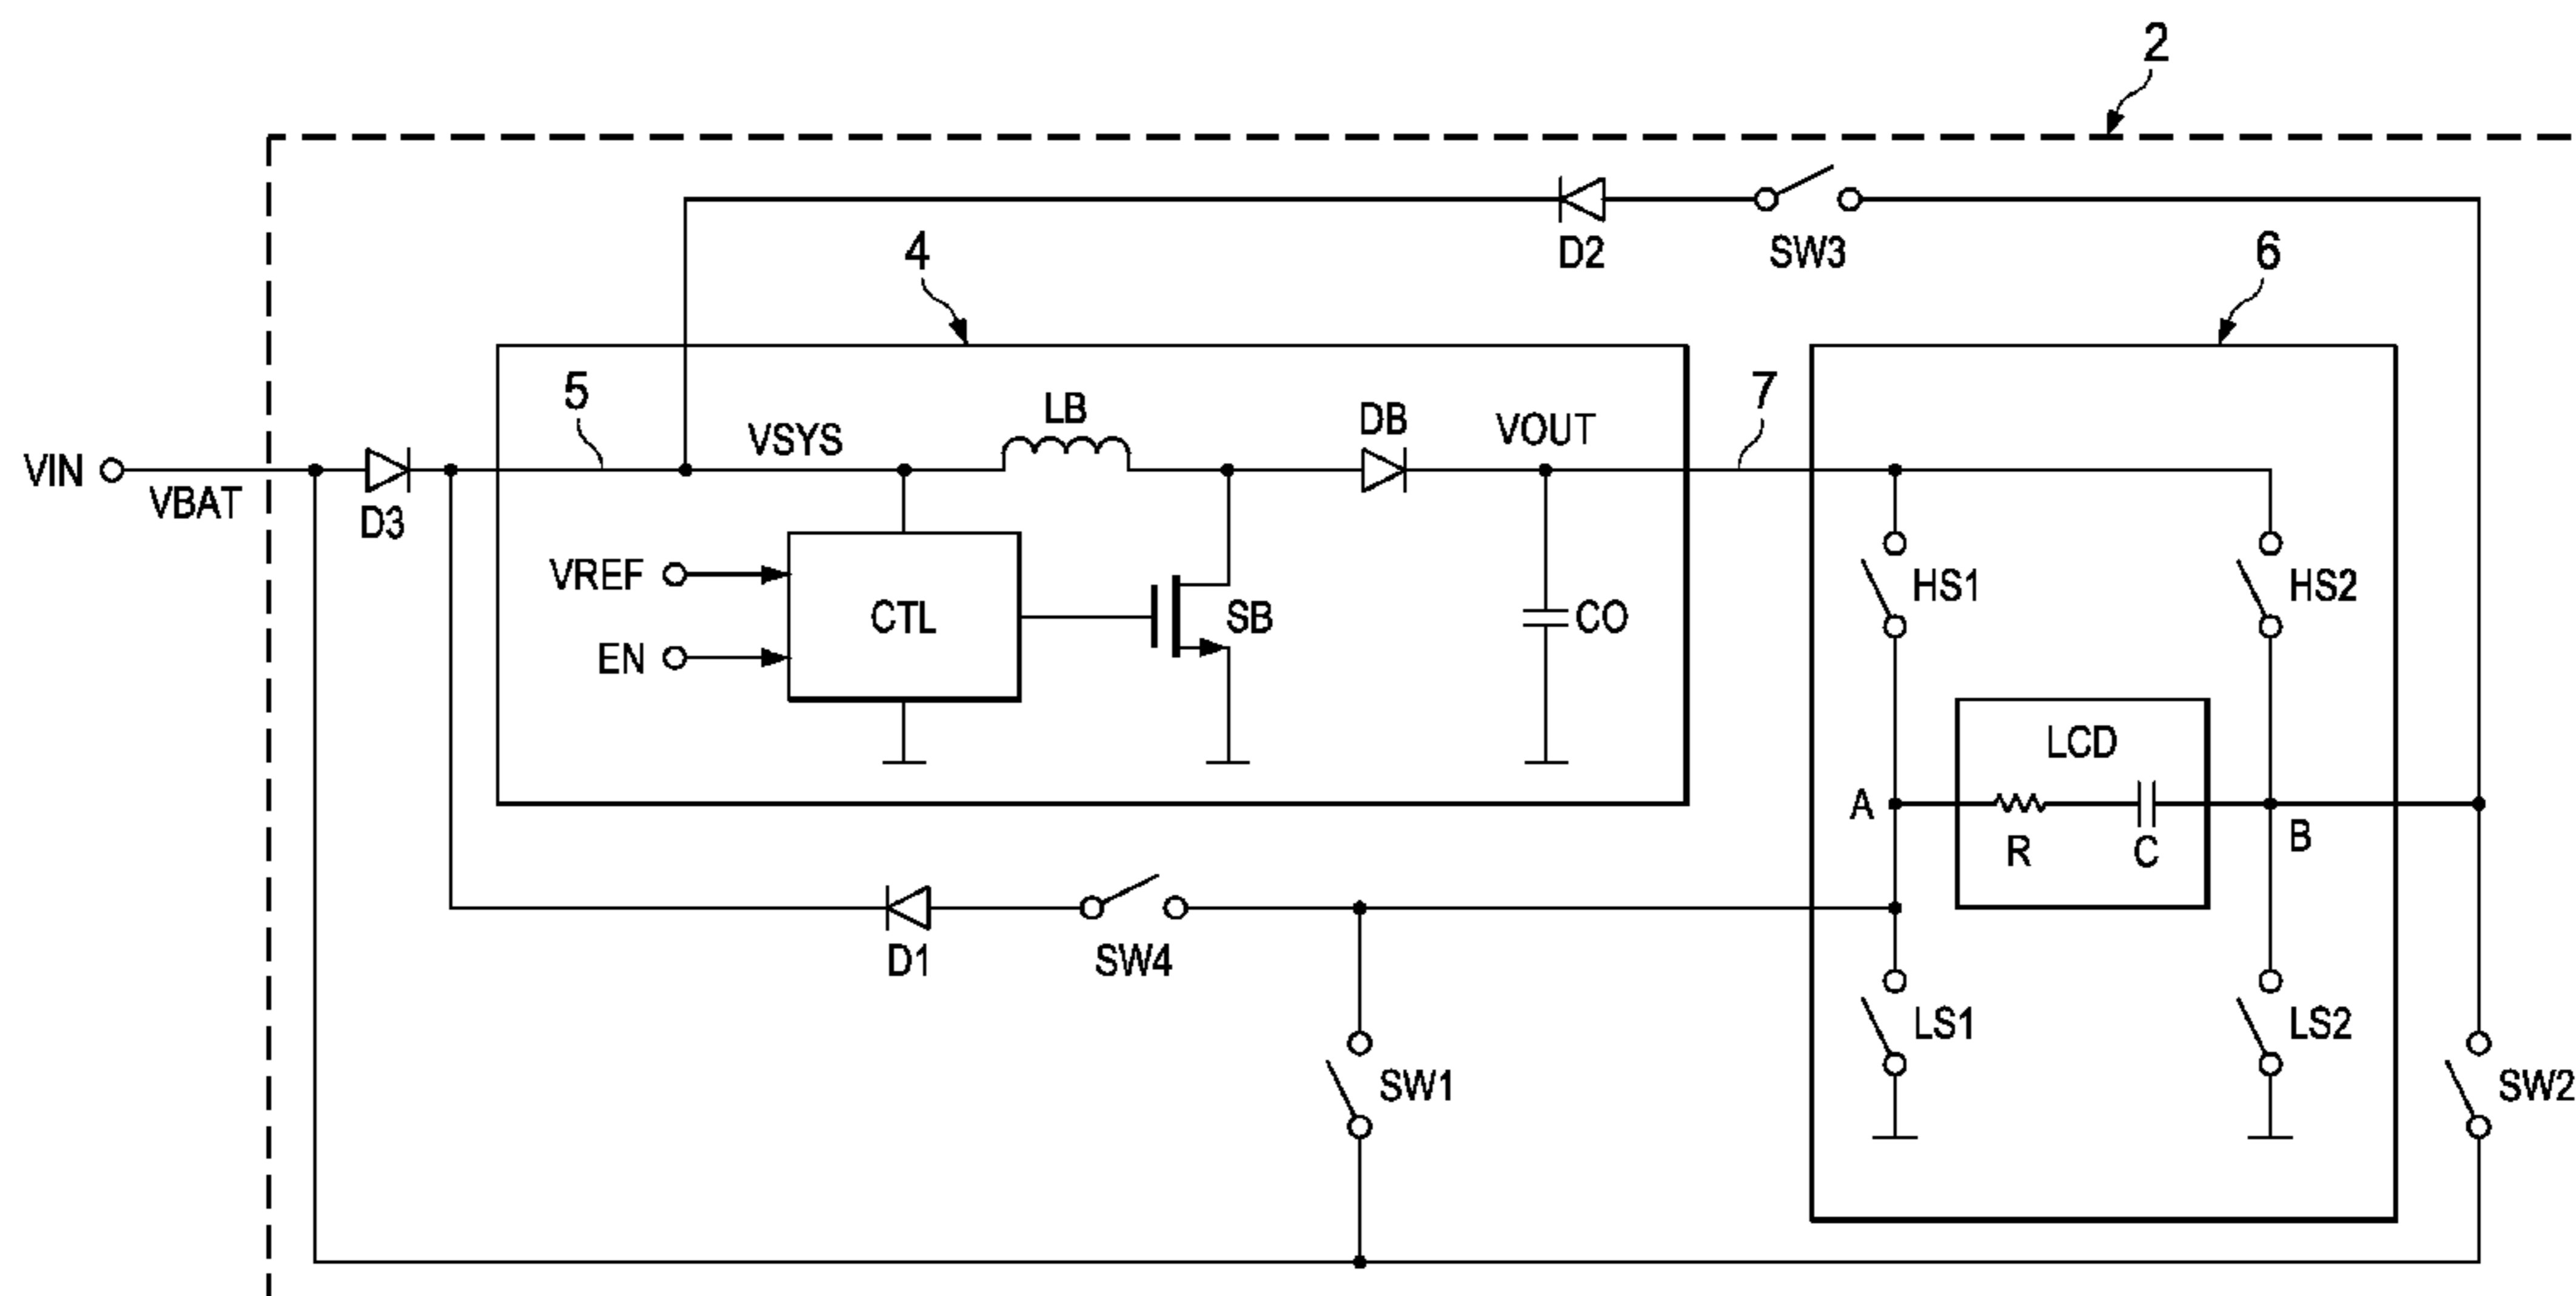 2
D2
SW3
4
6
5
VSYS
LB
DB
VOUT
7
VIN
VBAT
D3
VREF
EN
CTL
SB
CO
HS1
HS2
LCD
A
R
C
B
D1
SW4
LS1
LS2
SW1
SW2